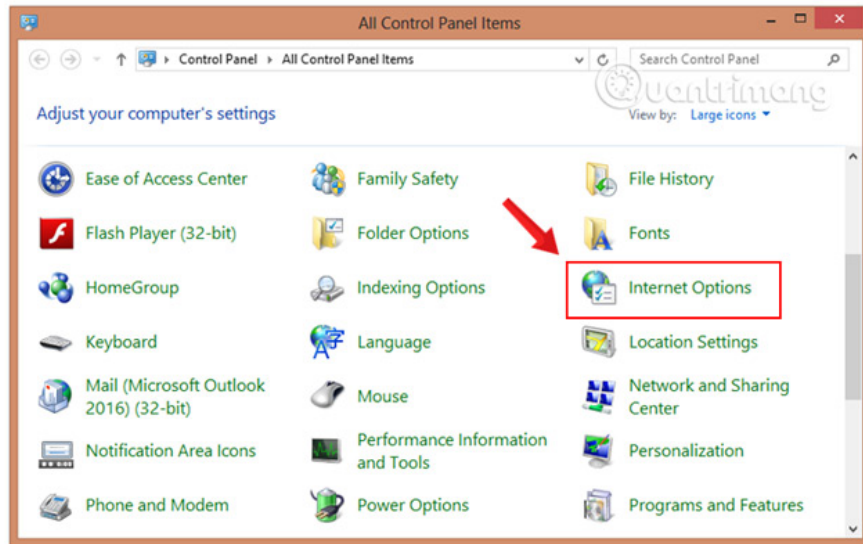 All Control Panel Items
Control Panel All Control Panel Items
Search Control Panel
Quantrimang
Adjust your computer's settings
View by: Large icons
Ease of Access Center
Family Safety
File History
Flash Player (32-bit)
Folder Options
Fonts
HomeGroup
Indexing Options
Internet Options
Keyboard
字
Language
Location Settings
Mail (Microsoft Outlook
2016) (32-bit)
Mouse
Network and Sharing
Center
Notification Area Icons
Performance Information
and Tools
Personalization
Phone and Modem
Power Options
Programs and Features